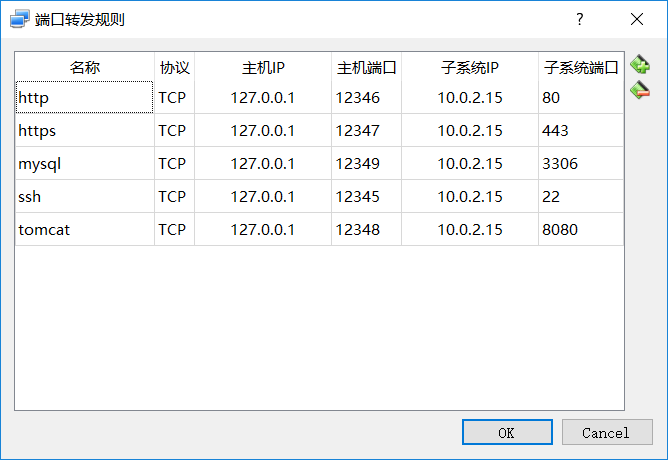 端口转发规则 ?
名称 协议 主机IP 主机端口 子系统IP 子系统端口
http TCP 127.0.0.1 12346 10.0.2.15 80
https TCP 127.0.0.1 12347 10.0.2.15 443
mysql TCP 127.0.0.1 12349 10.0.2.15 3306
ssh TCP 127.0.0.1 12345 10.0.2.15 22
tomcat TCP 127.0.0.1 12348 10.0.2.15 8080
OK Cancel